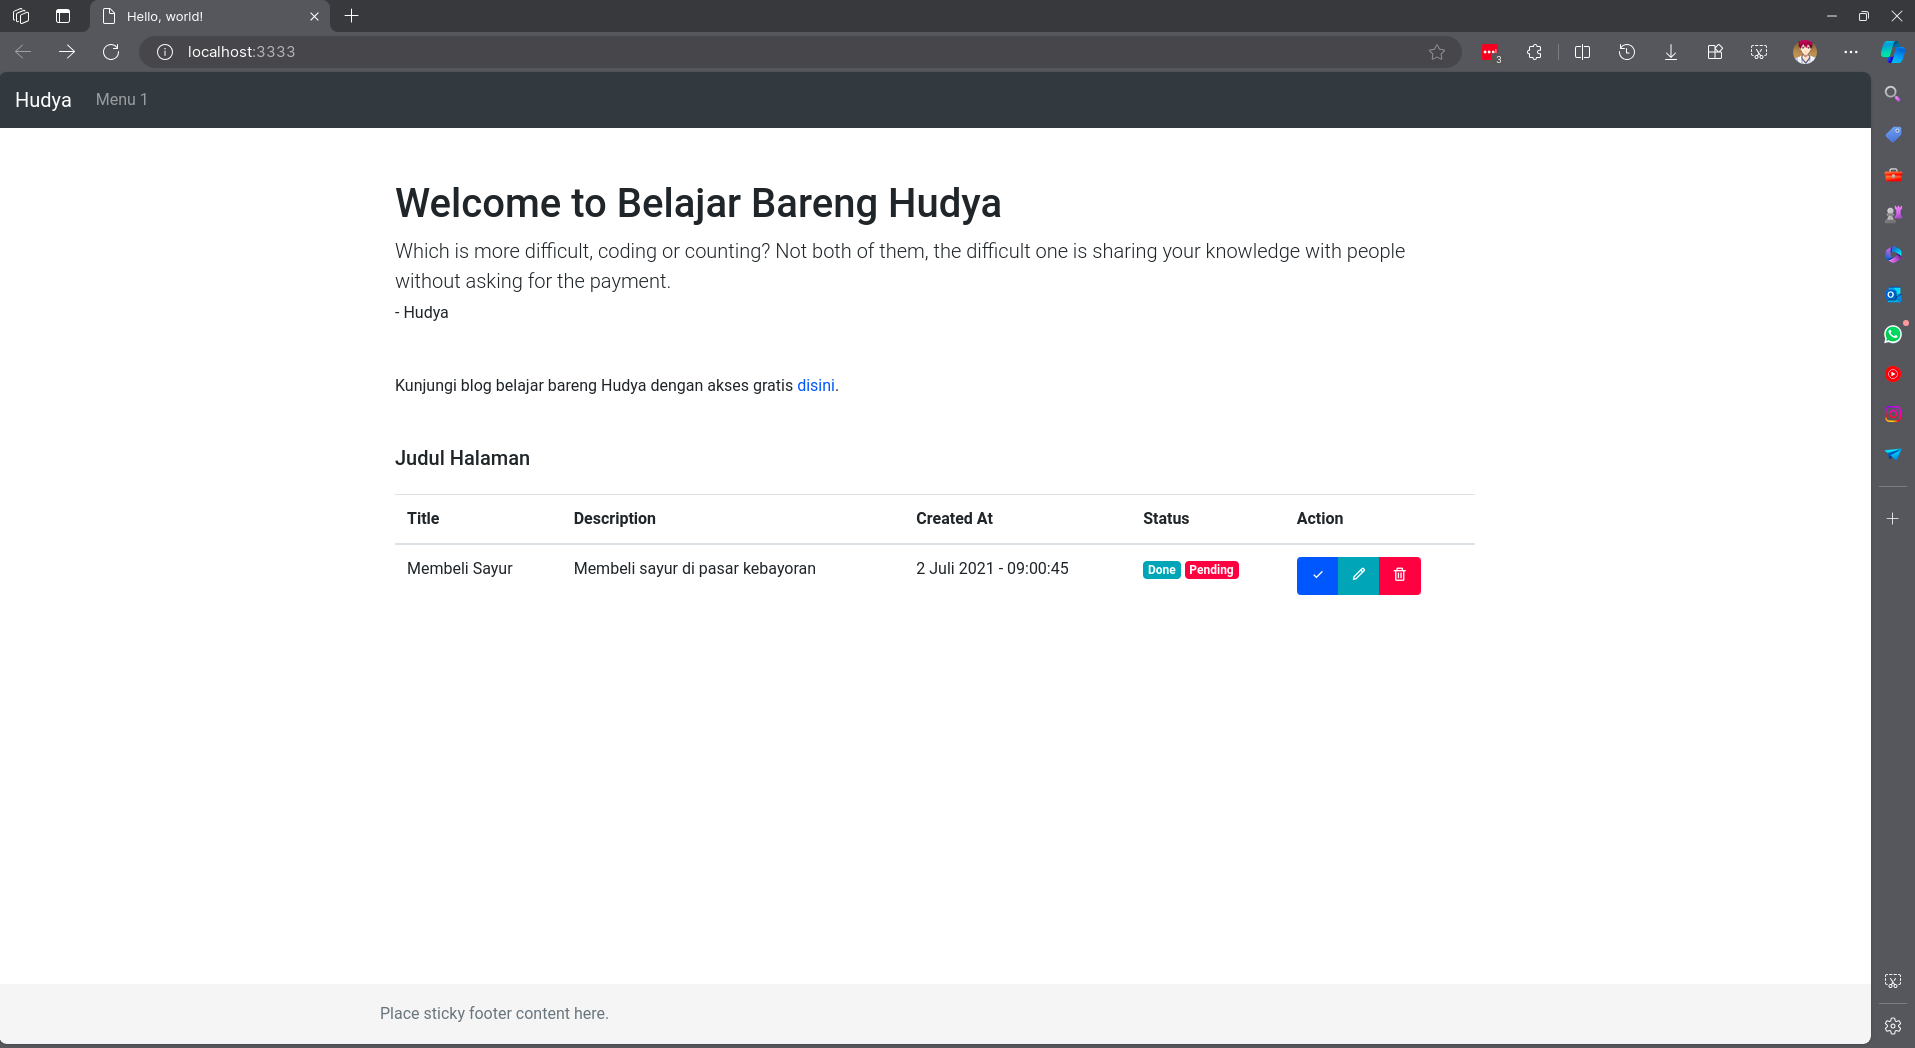 Hello, world!
localhost:3333
3
Hudya Menu 1
Welcome to Belajar Bareng Hudya
Which is more difficult, coding or counting? Not both of them, the difficult one is sharing your knowledge with people
without asking for the payment.
- Hudya
Kunjungi blog belajar bareng Hudya dengan akses gratis disini.
Judul Halaman
Title Description Created At Status Action
Membeli Sayur Membeli sayur di pasar kebayoran 2 Juli 2021 - 09:00:45 Done Pending
Place sticky footer content here.